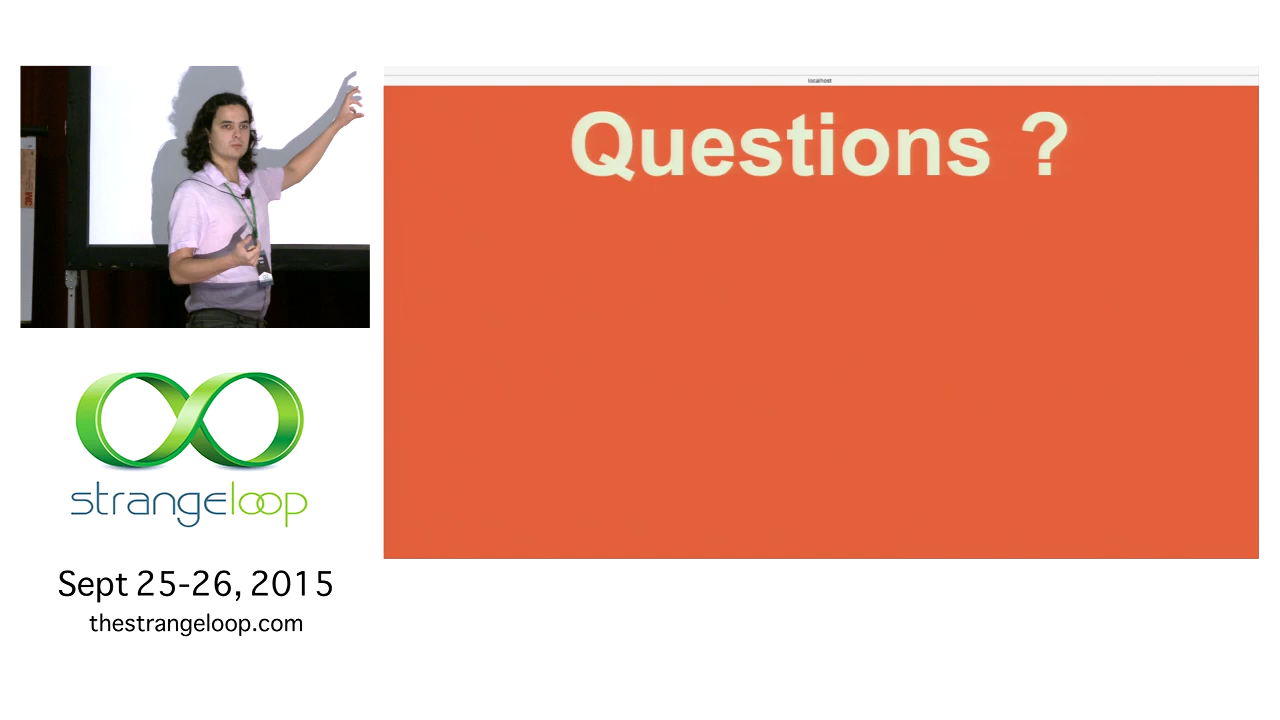 localhost
Questions ?
strangeloop
Sept 25-26, 2015
thestrangeloop.com